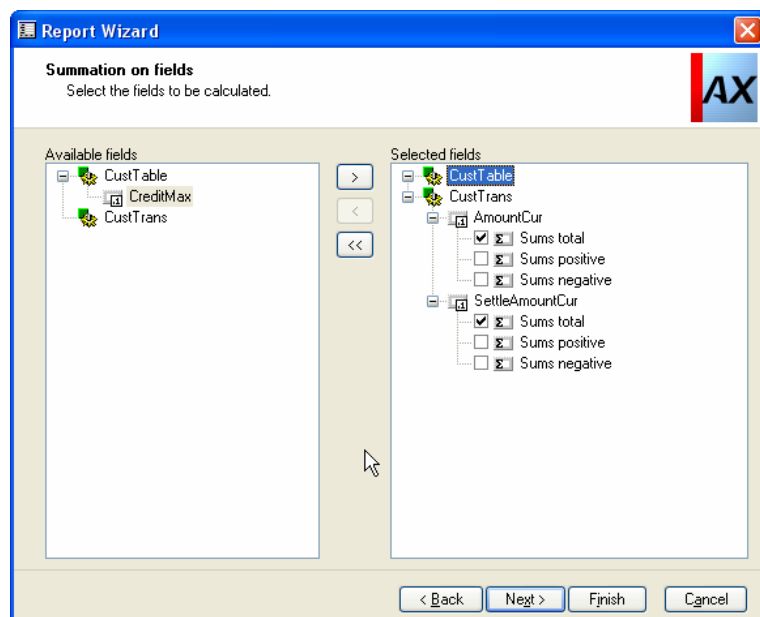 Report Wizard
Summation on fields
Select the fields to be calculated.
AX
Available fields
CustTable
CreditMax
CustTrans
>
<
<<
Selected fields
CustTable
CustTrans
AmountCur
Σ Sums total
Σ Sums positive
Σ Sums negative
SettleAmountCur
Σ Sums total
Σ Sums positive
Σ Sums negative
< Back
Next >
Finish
Cancel